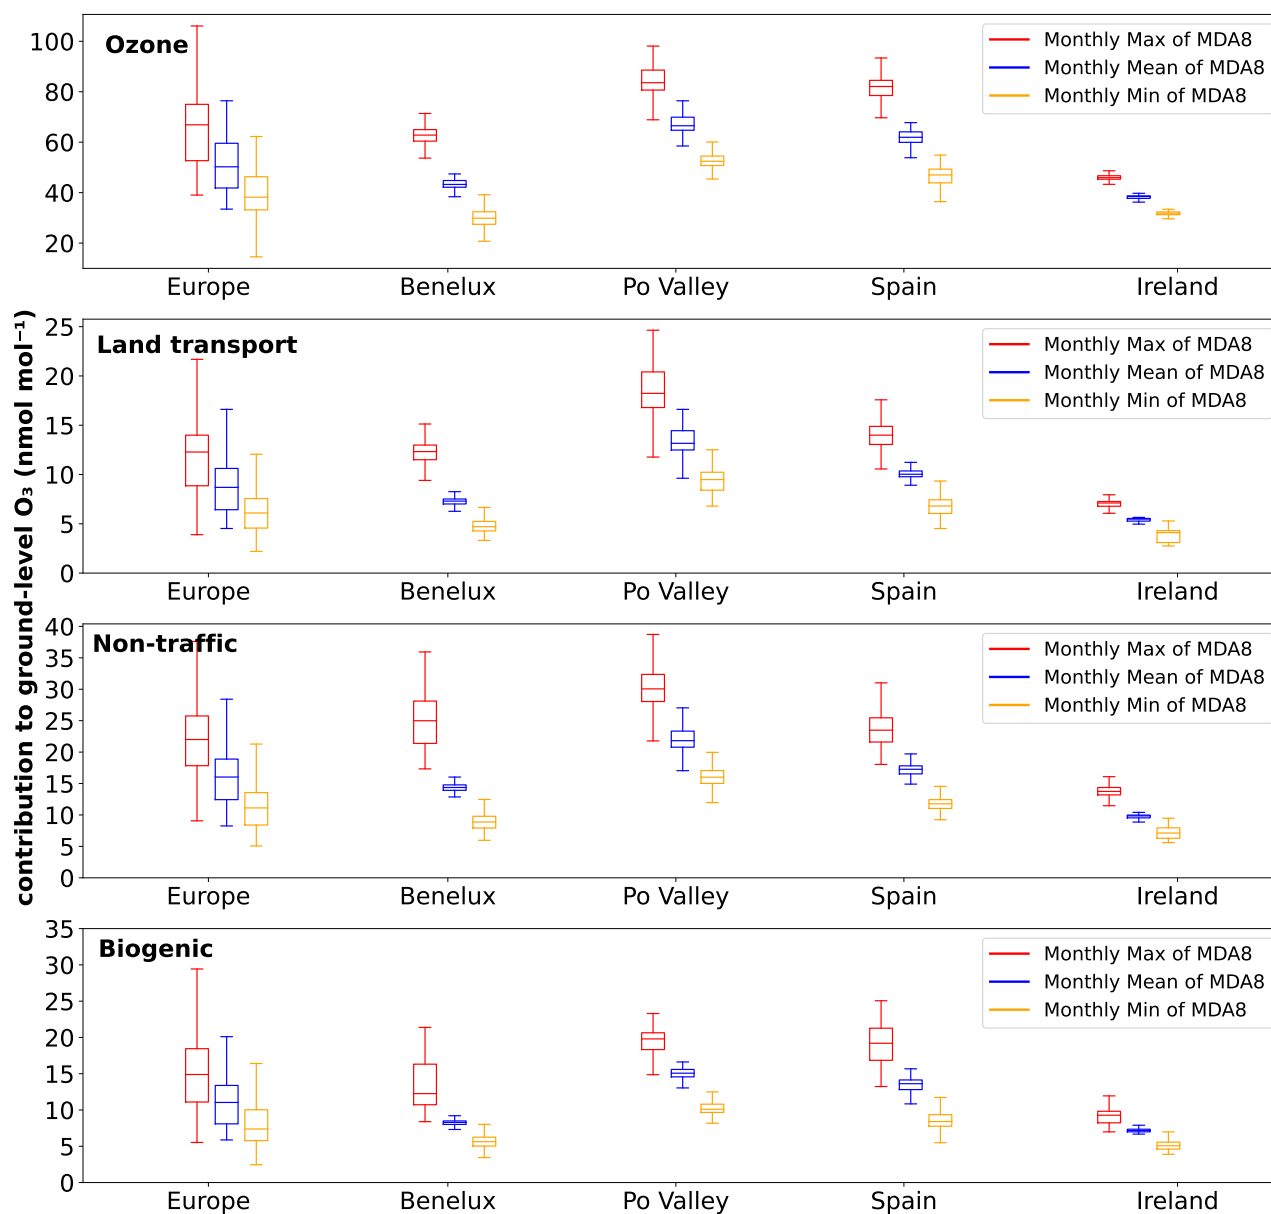 contribution to ground-level O₃ (nmol mol⁻¹)
Ozone
Monthly Max of MDA8
Monthly Mean of MDA8
Monthly Min of MDA8
100
80
60
40
20
Europe Benelux Po Valley Spain Ireland
Land transport
Monthly Max of MDA8
Monthly Mean of MDA8
Monthly Min of MDA8
25
20
15
10
5
0
Europe Benelux Po Valley Spain Ireland
Non-traffic
Monthly Max of MDA8
Monthly Mean of MDA8
Monthly Min of MDA8
40
35
30
25
20
15
10
5
0
Europe Benelux Po Valley Spain Ireland
Biogenic
Monthly Max of MDA8
Monthly Mean of MDA8
Monthly Min of MDA8
35
30
25
20
15
10
5
0
Europe Benelux Po Valley Spain Ireland